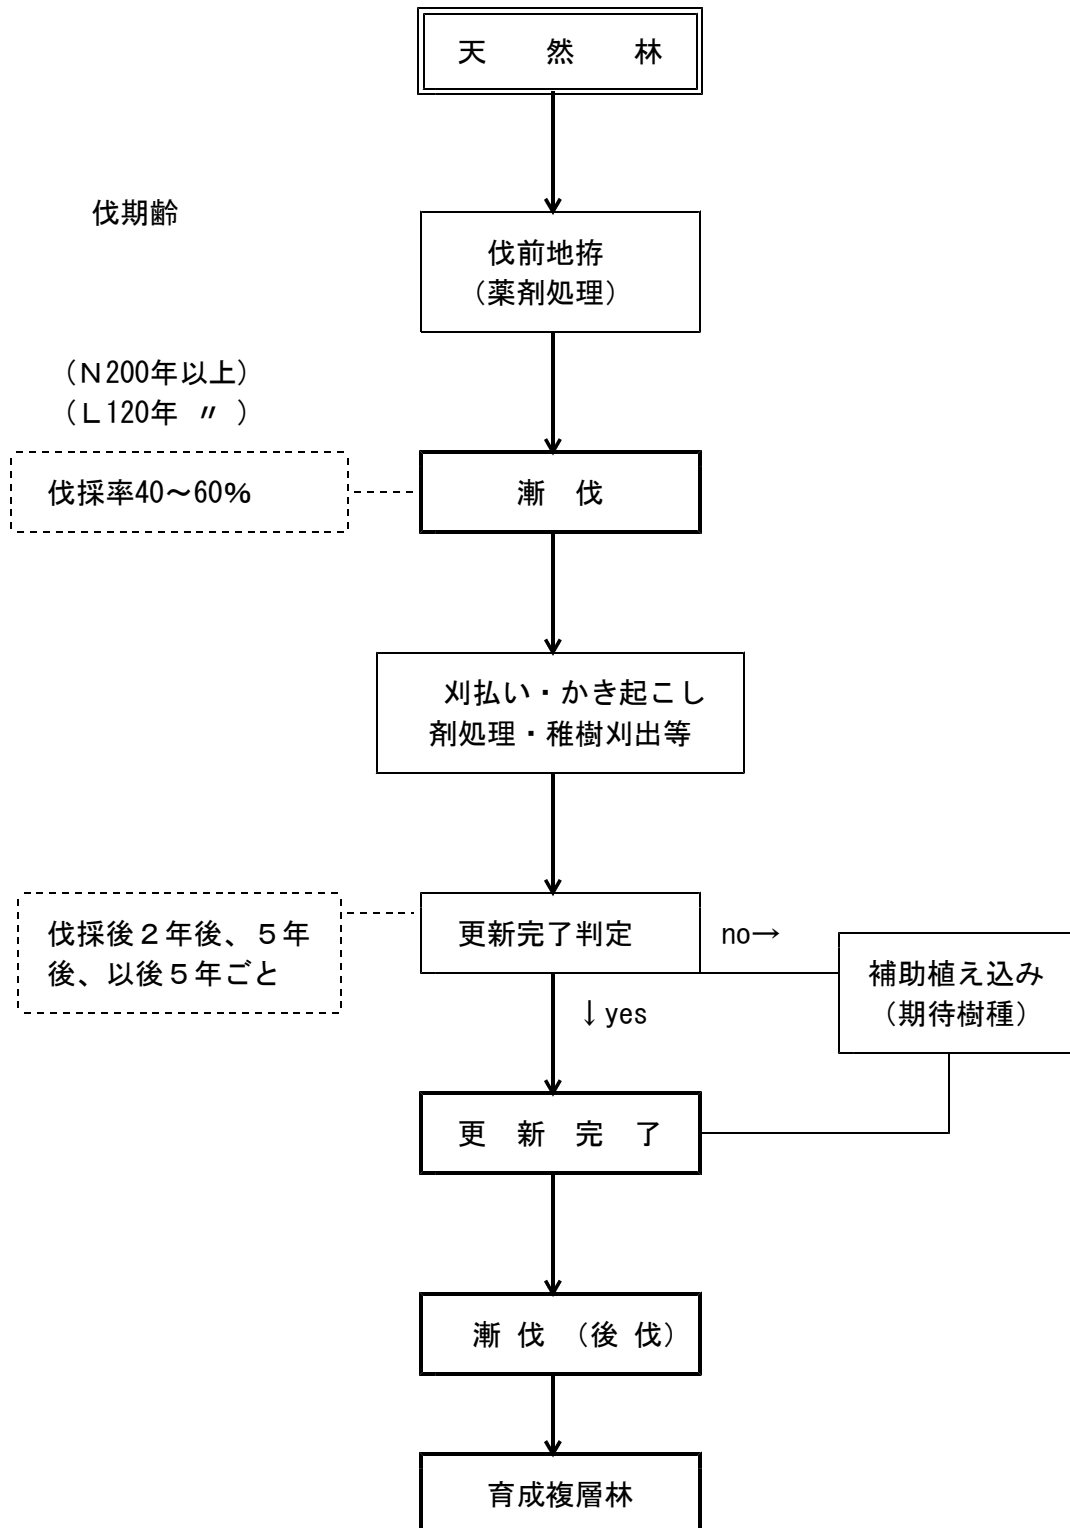 天　然　林
伐期齢
伐前地拵
（薬剤処理）
（Ｎ200年以上）
（Ｌ120年 〃 ）
伐採率40～60％
漸　伐
刈払い・かき起こし
剤処理・稚樹刈出等
伐採後２年後、５年
後、以後５年ごと
更新完了判定
no→
補助植え込み
（期待樹種）
↓yes
更　新　完　了
漸 伐 （後 伐）
育成複層林